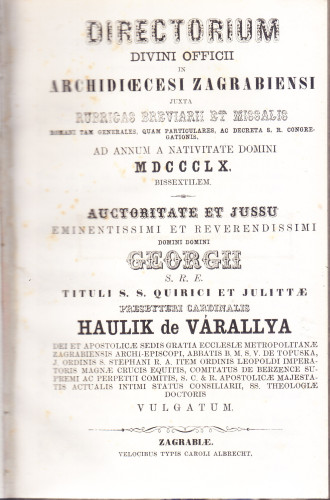 DIRECTORIUM
DIVINI OFFICII
IN
ARCHIDIŒCESI ZAGRABIENSI
JUXTA
RUBRIGAS BREVIARII ET MISSALIS
ROMANI TAM GENERALES, QUAM PARTICULARES, AC DECRETA S. R. CONGRE-
GATIONIS,
AD ANNUM A NATIVITATE DOMINI
MDCCCLX.
BISSEXTILEM.
AUCTORITATE ET JUSSU
EMINENTISSIMI ET REVERENDISSIMI
DOMINI DOMINI
GEORGII
S. R. E.
TITULI S. S. QUIRICI ET JULITTÆ
PRESBYTERI CARDINALIS
HAULIK de VÁRALLYA
DEI ET APOSTOLICÆ SEDIS GRATIA ECCLESIÆ METROPOLITANÆ
ZAGRABIENSIS ARCHI-EPISCOPI, ABBATIS B. M. S. V. DE TOPUSKA,
J. ORDINIS S. STEPHANI R. A. ITEM ORDINIS LEOPOLDI IMPERA-
TORIS MAGNÆ CRUCIS EQUITIS, COMITATUS DE BERZENCE SU-
PREMI AC PERPETUI COMITIS, S. C. & R. APOSTOLICÆ MAJESTA-
TIS ACTUALIS INTIMI STATUS CONSILIARII, SS. THEOLOGIÆ
DOCTORIS
VULGATUM.
ZAGRABIÆ.
VELOCIBUS TYPIS CAROLI ALBRECHT.